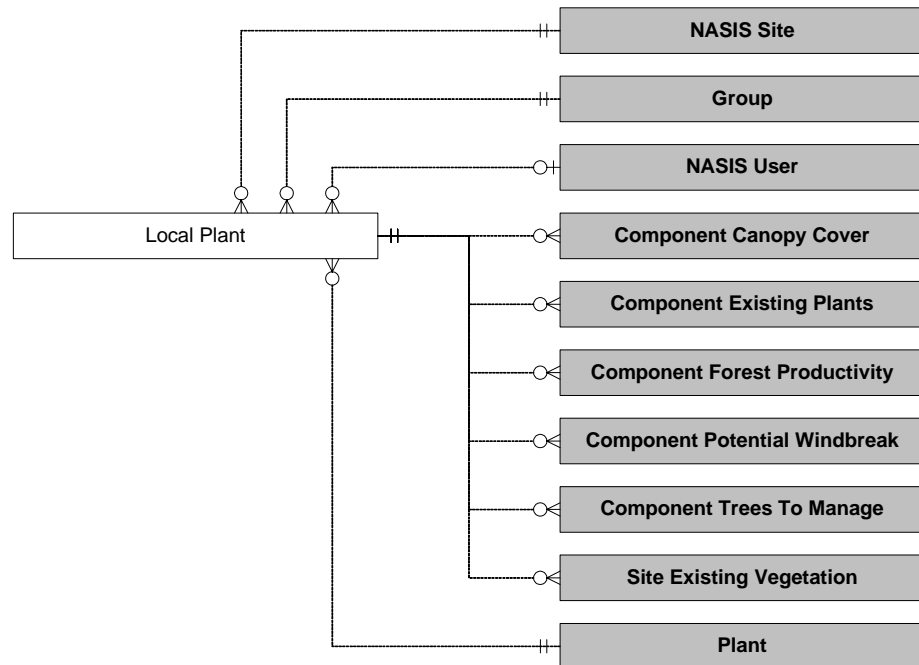 NASIS Site
Group
NASIS User
Local Plant
Component Canopy Cover
Component Existing Plants
Component Forest Productivity
Component Potential Windbreak
Component Trees To Manage
Site Existing Vegetation
Plant